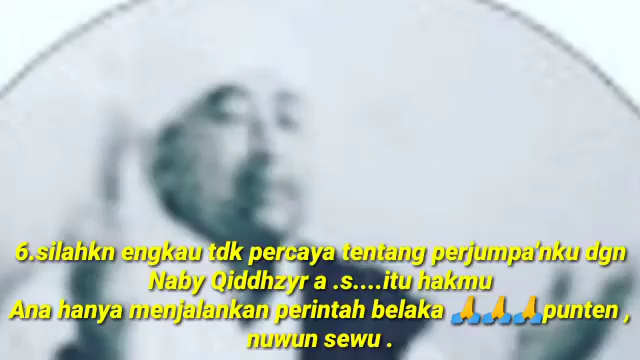 6.silahkn engkau tdk percaya tentang perjumpa'nku dgn
Naby Qiddhzyr a .s....itu hakmu
Ana hanya menjalankan perintah belaka 🙏🙏🙏punten ,
nuwun sewu .